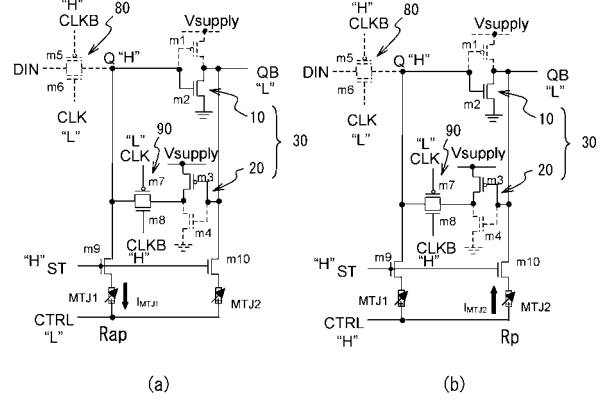 "H"
CLKB
80
Vsupply
m5
m1
DIN
Q "H"
QB
m6
m2
"L"
CLK
"L"
10
30
"L"
CLK
90
Vsupply
20
m7
m3
m8
m4
CLKB
"H"
"H" ST
m9
m10
MTJ1
IMTJ1
MTJ2
CTRL
"L"
Rap
(a)
"H"
CLKB
80
Vsupply
m5
m1
DIN
Q "H"
QB
m6
m2
"L"
CLK
"L"
10
30
"L"
CLK
90
Vsupply
20
m7
m3
m8
m4
CLKB
"H"
"H" ST
m9
m10
MTJ1
IMTJ2
MTJ2
CTRL
"H"
Rp
(b)